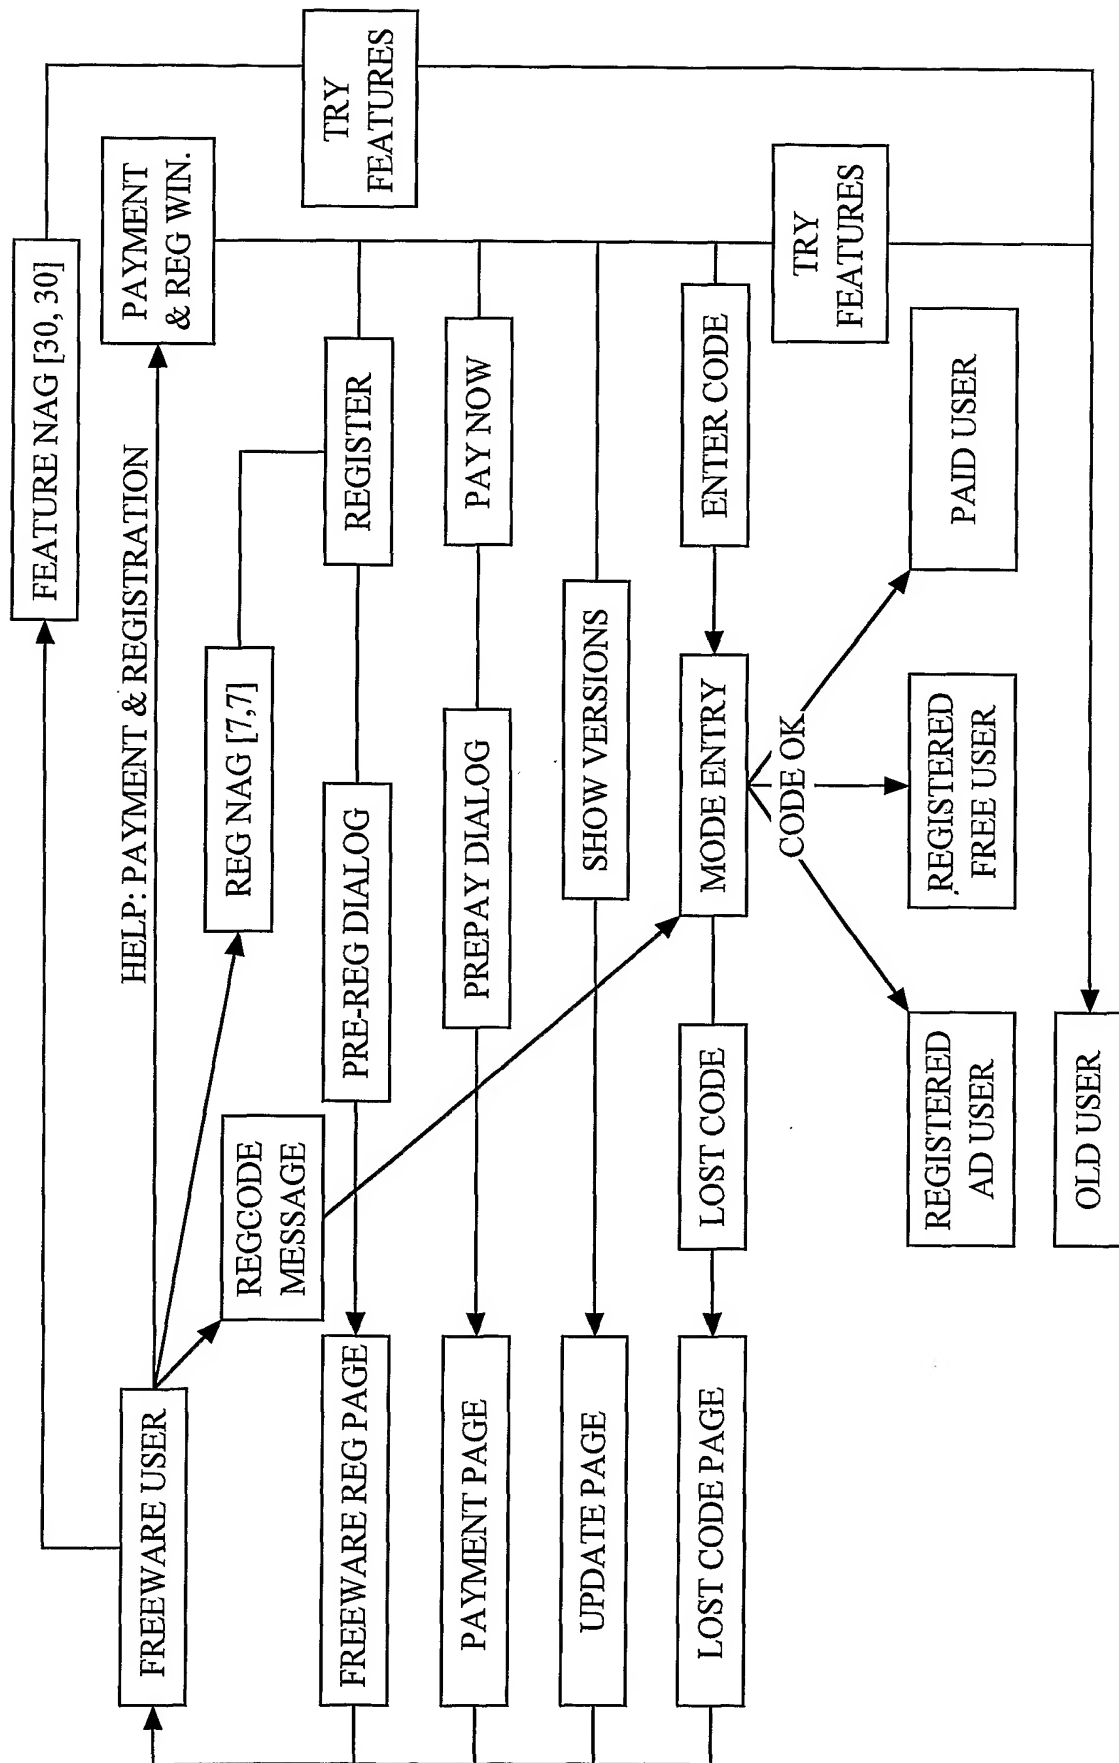 FEATURE NAG [30, 30]
TRY
FEATURES
HELP: PAYMENT & REGISTRATION
PAYMENT
& REG WIN.
FREEWARE USER
REG NAG [7,7]
REGCODE
MESSAGE
FREEWARE REG PAGE
PRE-REG DIALOG
REGISTER
PAYMENT PAGE
PREPAY DIALOG
PAY NOW
UPDATE PAGE
SHOW VERSIONS
LOST CODE PAGE
LOST CODE
MODE ENTRY
ENTER CODE
TRY
FEATURES
CODE OK
REGISTERED
AD USER
REGISTERED
FREE USER
PAID USER
OLD USER